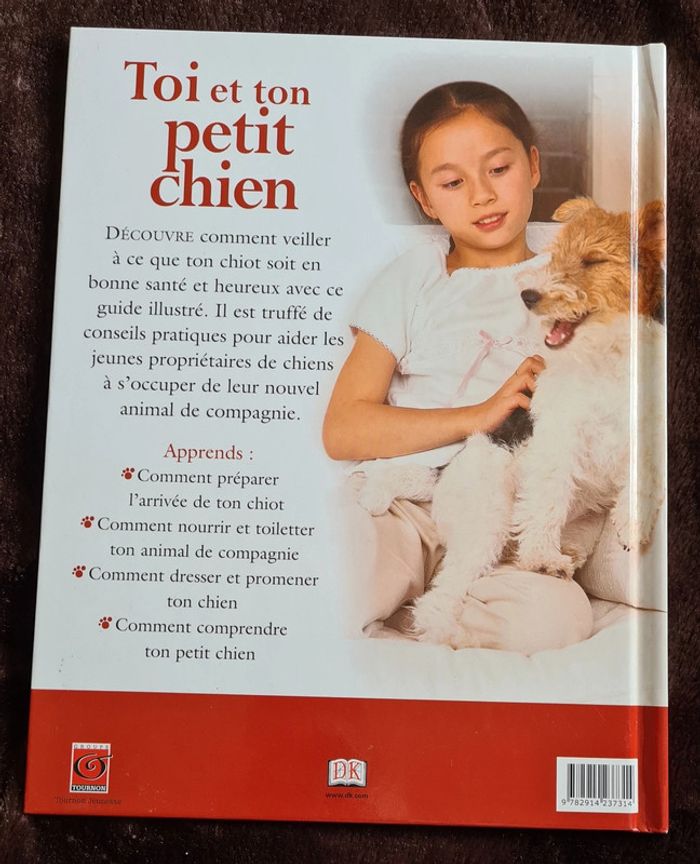 Toi et ton
petit
chien
DÉCOUVRE comment veiller
à ce que ton chiot soit en
bonne santé et heureux avec ce
guide illustré. Il est truffé de
conseils pratiques pour aider les
jeunes propriétaires de chiens
à s'occuper de leur nouvel
animal de compagnie.
Apprends :
Comment préparer
l'arrivée de ton chiot
Comment nourrir et toiletter
ton animal de compagnie
Comment dresser et promener
ton chien
Comment comprendre
ton petit chien
GROUPE
TOURNON
Tournon Jeunesse
DK
www.dk.com
9 782914 237314